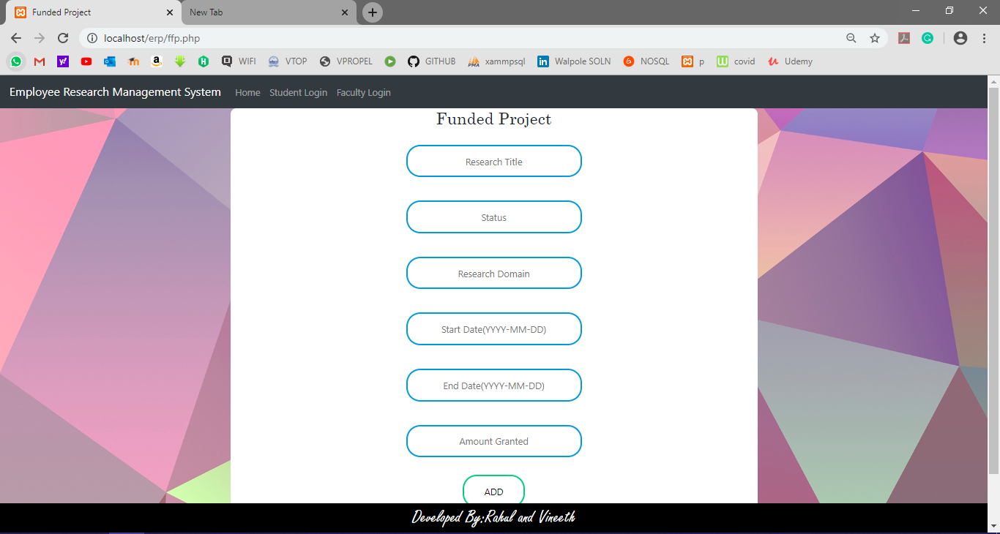 Funded Project
New Tab
localhost/erp/ffp.php
WIFI VTOP VPROPEL GITHUB xammpsql Walpole SOLN NOSQL p covid Udemy
Employee Research Management System Home Student Login Faculty Login
Funded Project
Research Title
Status
Research Domain
Start Date(YYYY-MM-DD)
End Date(YYYY-MM-DD)
Amount Granted
ADD
Developed By:Rahul and Vineeth